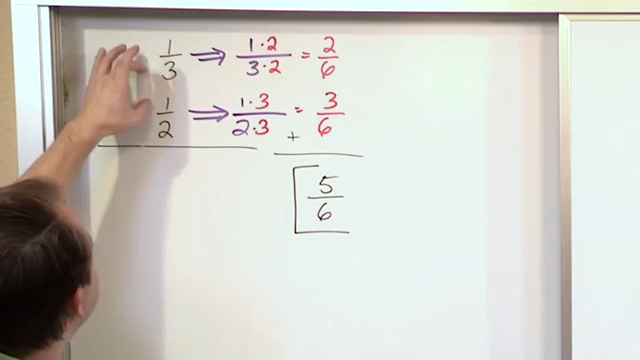 1/3 ⇒ 1·2/3·2 = 2/6
1/2 ⇒ 1·3/2·3 = 3/6
+
5/6